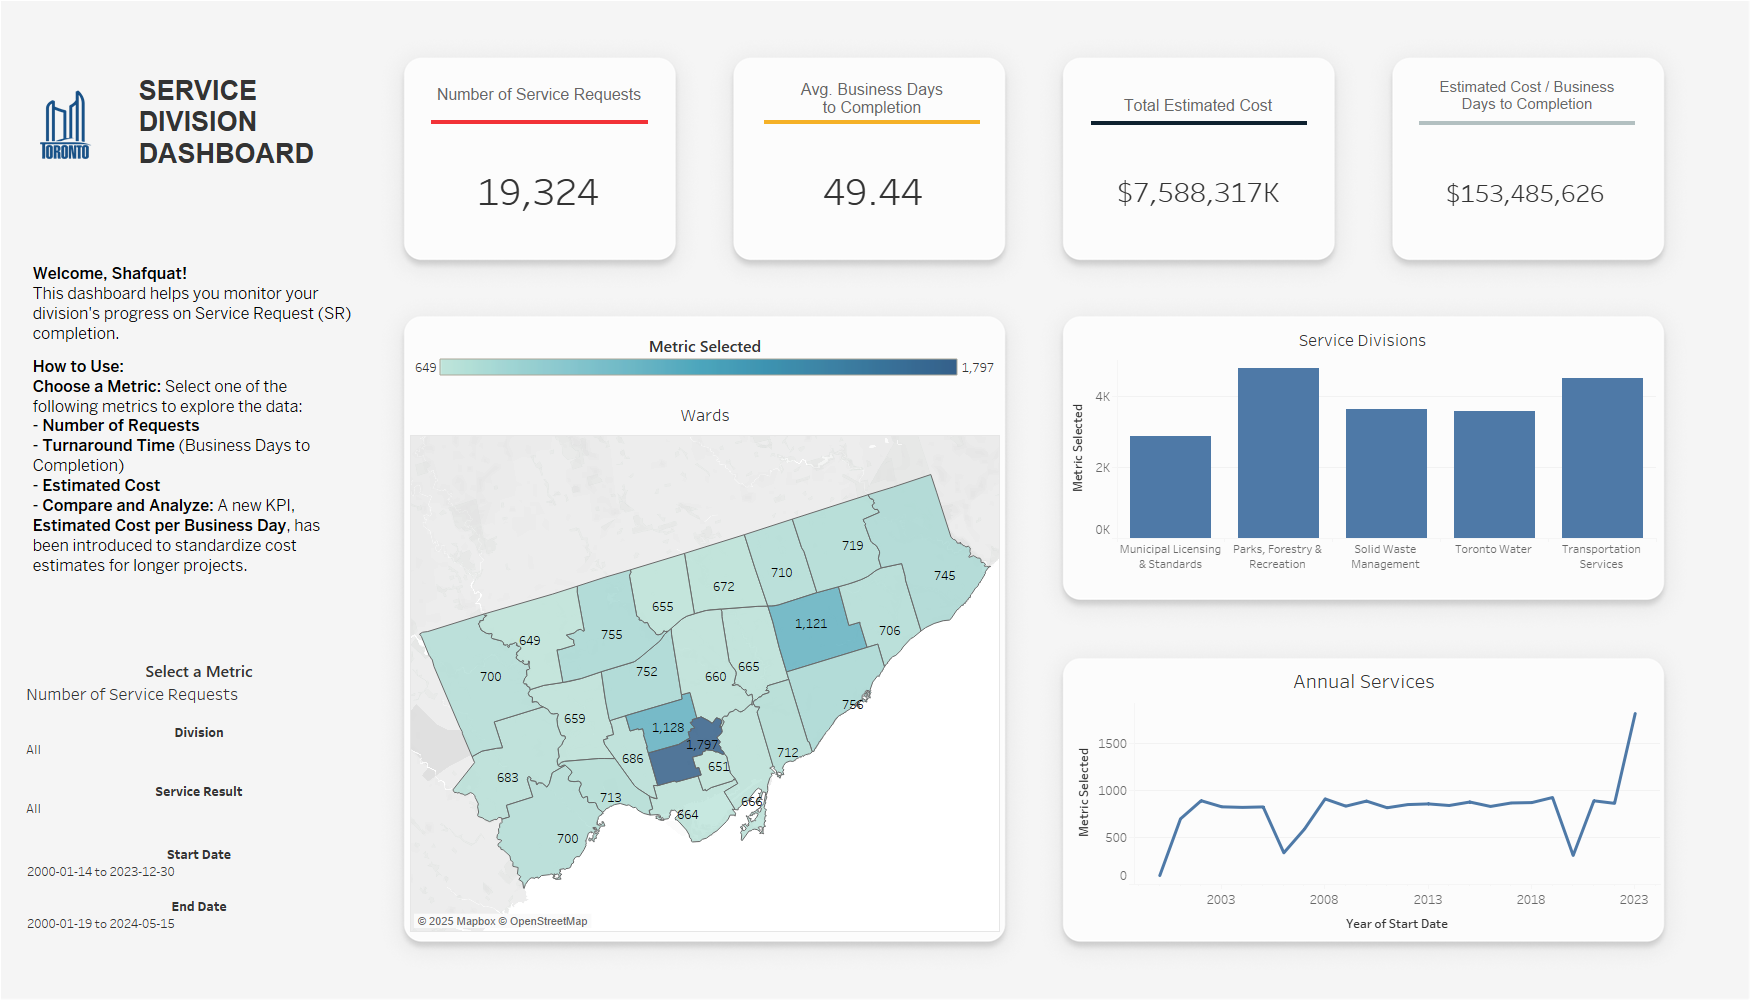 TORONTO
SERVICE
DIVISION
DASHBOARD
Welcome, Shafquat!
This dashboard helps you monitor your
division's progress on Service Request (SR)
completion.
How to Use:
Choose a Metric: Select one of the
following metrics to explore the data:
- Number of Requests
- Turnaround Time (Business Days to
Completion)
- Estimated Cost
- Compare and Analyze: A new KPI,
Estimated Cost per Business Day, has
been introduced to standardize cost
estimates for longer projects.
Select a Metric
Number of Service Requests
Division
All
Service Result
All
Start Date
2000-01-14 to 2023-12-30
End Date
2000-01-19 to 2024-05-15
Number of Service Requests
19,324
Avg. Business Days
to Completion
49.44
Total Estimated Cost
$7,588,317K
Estimated Cost / Business
Days to Completion
$153,485,626
Metric Selected
649
1,797
Wards
719
710
745
672
655
1,121
706
755
649
752
665
660
700
756
659
1,128
1,797
712
686
651
683
713
666
664
700
© 2025 Mapbox © OpenStreetMap
Service Divisions
Metric Selected
4K
2K
0K
Municipal Licensing
& Standards
Parks, Forestry &
Recreation
Solid Waste
Management
Toronto Water
Transportation
Services
Annual Services
Metric Selected
1500
1000
500
0
2003
2008
2013
2018
2023
Year of Start Date